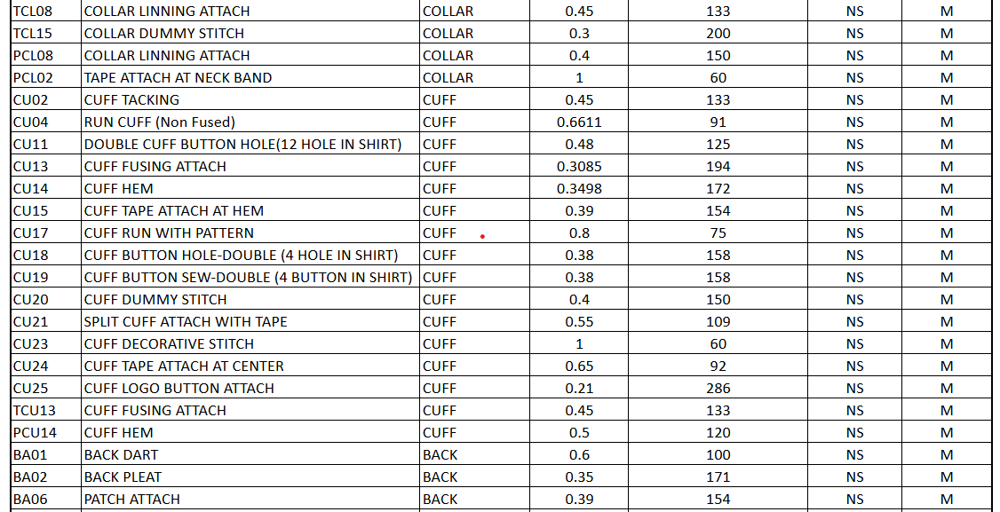 TCL08 COLLAR LINNING ATTACH COLLAR 0.45 133 NS M
TCL15 COLLAR DUMMY STITCH COLLAR 0.3 200 NS M
PCL08 COLLAR LINNING ATTACH COLLAR 0.4 150 NS M
PCL02 TAPE ATTACH AT NECK BAND COLLAR 1 60 NS M
CU02 CUFF TACKING CUFF 0.45 133 NS M
CU04 RUN CUFF (Non Fused) CUFF 0.6611 91 NS M
CU11 DOUBLE CUFF BUTTON HOLE(12 HOLE IN SHIRT) CUFF 0.48 125 NS M
CU13 CUFF FUSING ATTACH CUFF 0.3085 194 NS M
CU14 CUFF HEM CUFF 0.3498 172 NS M
CU15 CUFF TAPE ATTACH AT HEM CUFF 0.39 154 NS M
CU17 CUFF RUN WITH PATTERN CUFF 0.8 75 NS M
CU18 CUFF BUTTON HOLE-DOUBLE (4 HOLE IN SHIRT) CUFF 0.38 158 NS M
CU19 CUFF BUTTON SEW-DOUBLE (4 BUTTON IN SHIRT) CUFF 0.38 158 NS M
CU20 CUFF DUMMY STITCH CUFF 0.4 150 NS M
CU21 SPLIT CUFF ATTACH WITH TAPE CUFF 0.55 109 NS M
CU23 CUFF DECORATIVE STITCH CUFF 1 60 NS M
CU24 CUFF TAPE ATTACH AT CENTER CUFF 0.65 92 NS M
CU25 CUFF LOGO BUTTON ATTACH CUFF 0.21 286 NS M
TCU13 CUFF FUSING ATTACH CUFF 0.45 133 NS M
PCU14 CUFF HEM CUFF 0.5 120 NS M
BA01 BACK DART BACK 0.6 100 NS M
BA02 BACK PLEAT BACK 0.35 171 NS M
BA06 PATCH ATTACH BACK 0.39 154 NS M